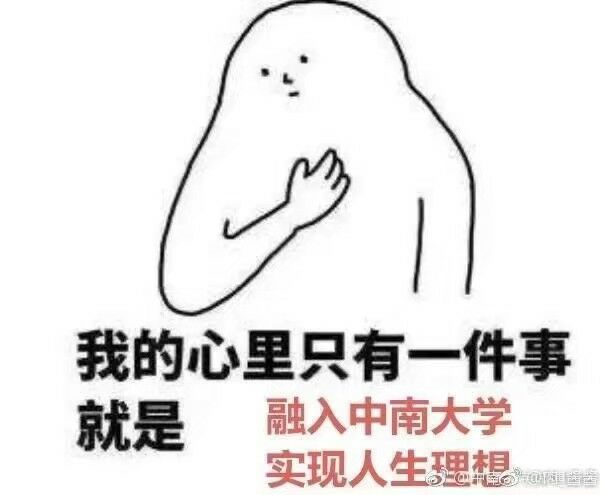 我的心里只有一件事
就是
融入中南大学
实现人生理想